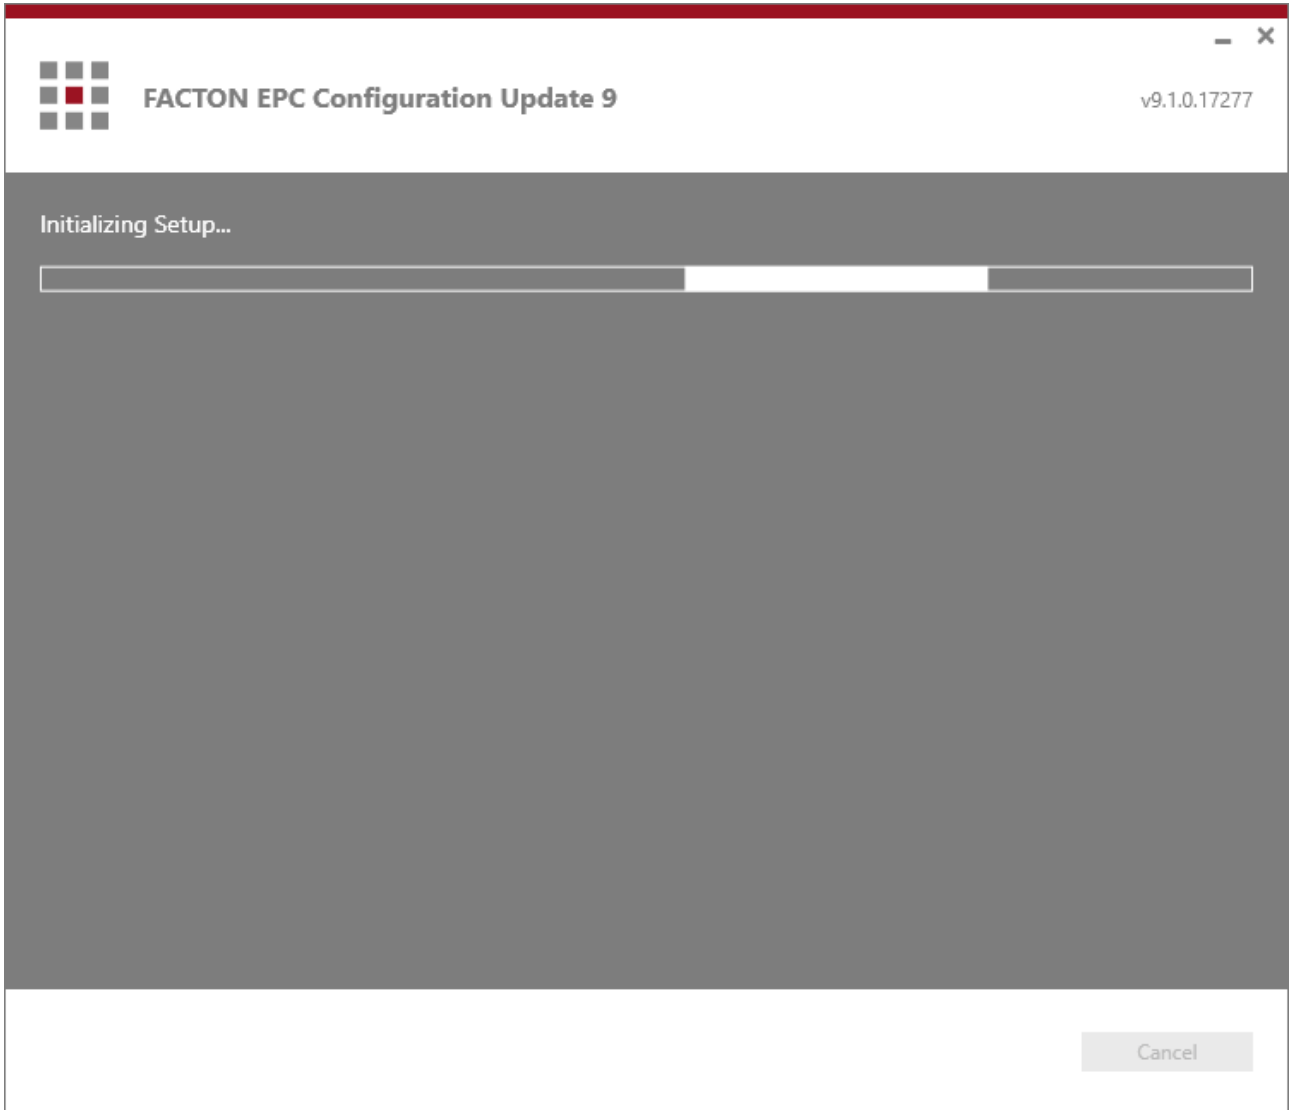 FACTON EPC Configuration Update 9
v9.1.0.17277
Initializing Setup...
Cancel